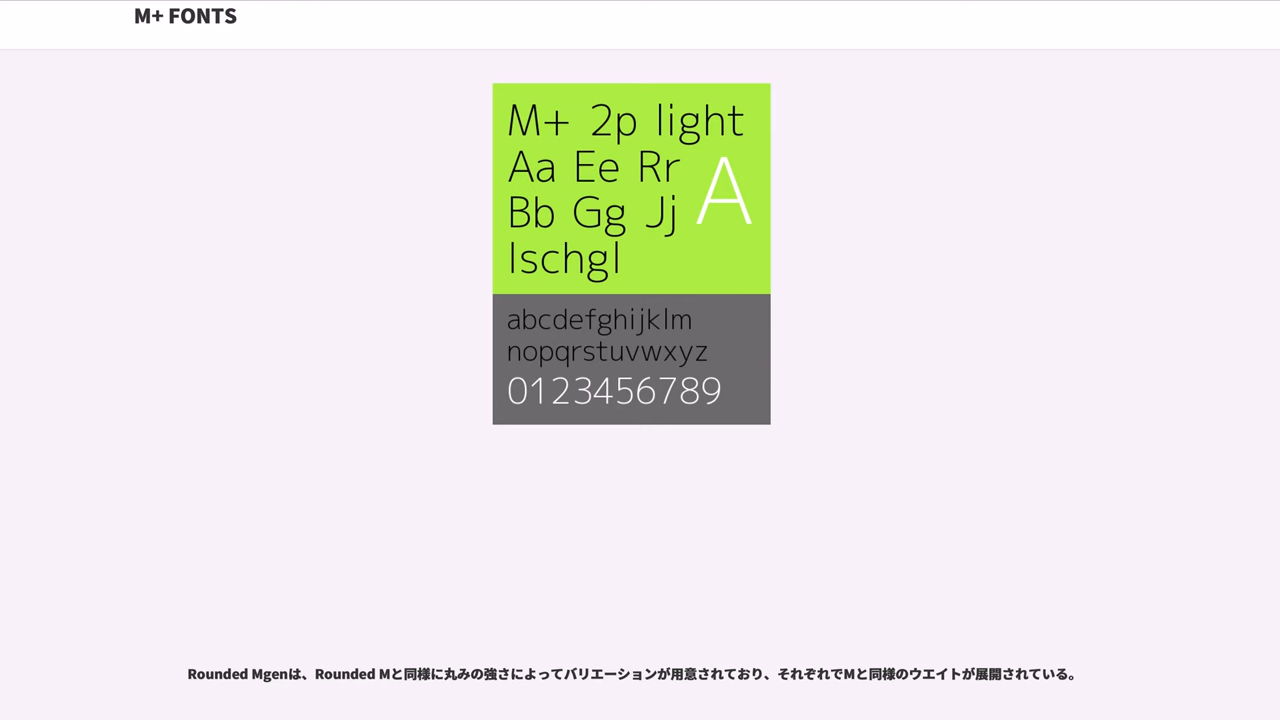 M+ FONTS
M+ 2p light
Aa Ee Rr
A
Bb Gg Jj
Ischgl
abcdefghijklm
nopqrstuvwxyz
0123456789
Rounded Mgenは、Rounded Mと同様に丸みの強さによってバリエーションが用意されており、それぞれでMと同様のウエイトが展開されている。